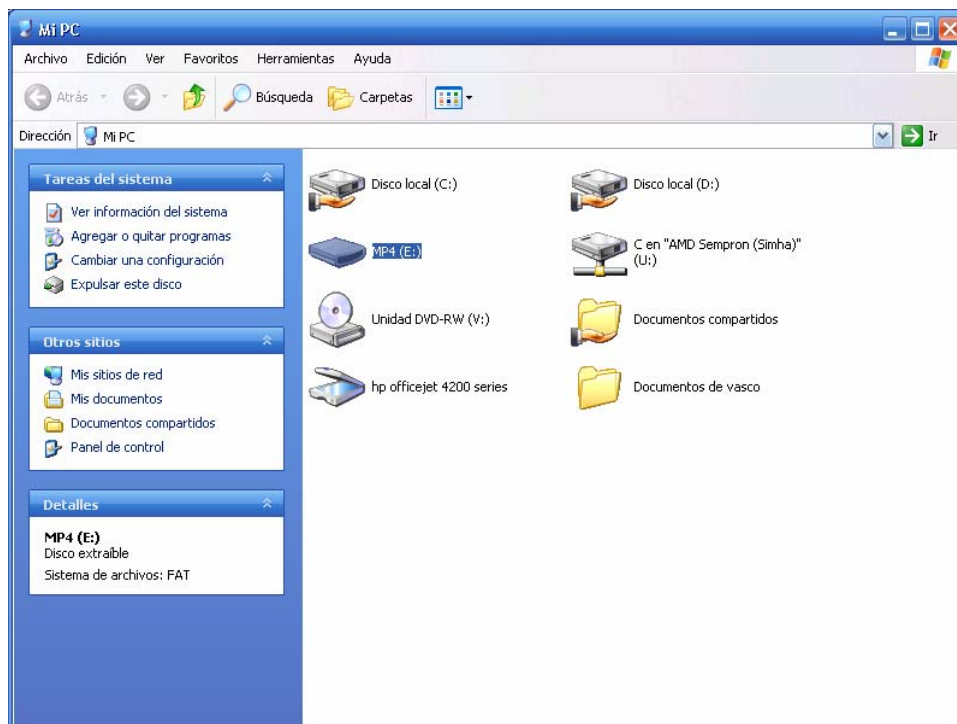 Mi PC
Archivo Edición Ver Favoritos Herramientas Ayuda
Atrás Búsqueda Carpetas
Dirección Mi PC Ir
Tareas del sistema
Ver información del sistema
Agregar o quitar programas
Cambiar una configuración
Expulsar este disco
Otros sitios
Mis sitios de red
Mis documentos
Documentos compartidos
Panel de control
Detalles
MP4 (E:)
Disco extraíble
Sistema de archivos: FAT
Disco local (C:)
Disco local (D:)
MP4 (E:)
C en "AMD Sempron (Simha)"
(U:)
Unidad DVD-RW (V:)
Documentos compartidos
hp officejet 4200 series
Documentos de vasco